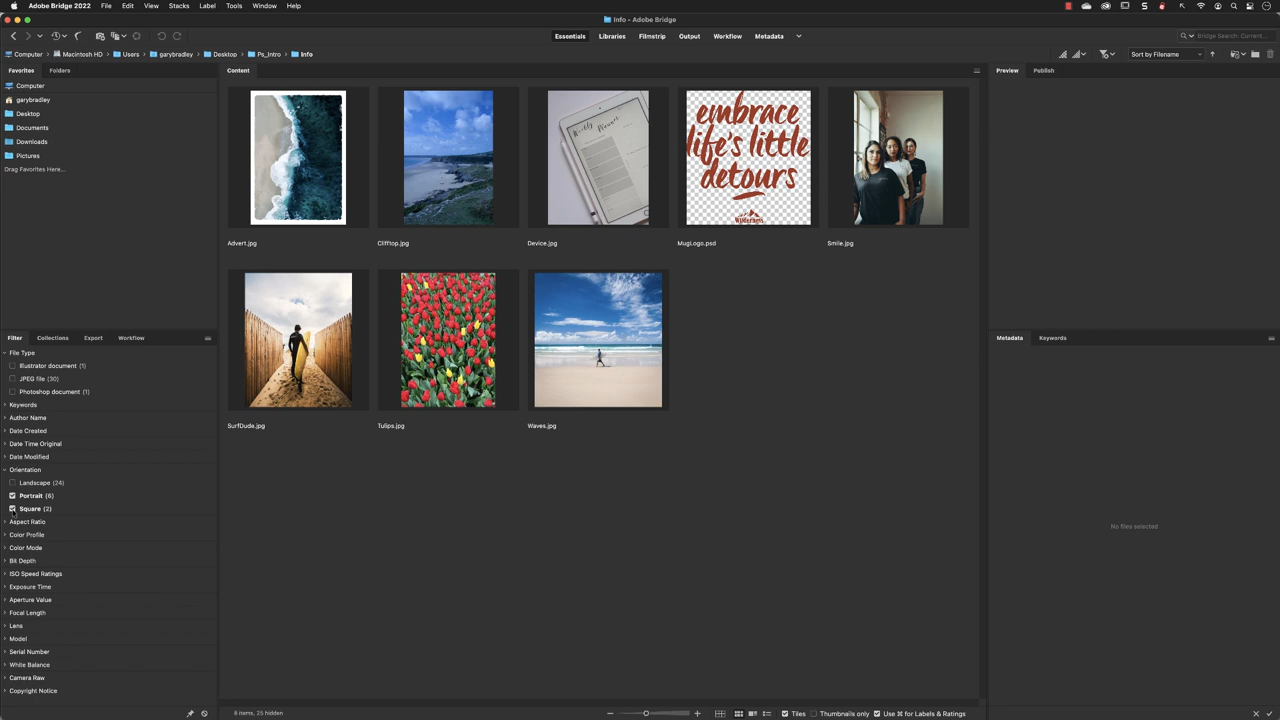 Adobe Bridge 2022 File Edit View Stacks Label Tools Window Help
Info - Adobe Bridge
Essentials Libraries Filmstrip Output Workflow Metadata
Bridge Search: Current...
Computer Macintosh HD Users garybradley Desktop Ps_Intro Info
Sort by Filename
Favorites Folders
Computer
garybradley
Desktop
Documents
Downloads
Pictures
Drag Favorites Here...
Content
Weekly Planner
embrace
life's little
detours
Wilderness
Advert.jpg Clifftop.jpg Device.jpg MugLogo.psd Smile.jpg
SurfDude.jpg Tulips.jpg Waves.jpg
Filter Collections Export Workflow
File Type
Illustrator document (1)
JPEG file (30)
Photoshop document (1)
Keywords
Author Name
Date Created
Date Time Original
Date Modified
Orientation
Landscape (24)
Portrait (6)
Square (2)
Aspect Ratio
Color Profile
Color Mode
Bit Depth
ISO Speed Ratings
Exposure Time
Aperture Value
Focal Length
Lens
Model
Serial Number
White Balance
Camera Raw
Copyright Notice
8 items, 25 hidden
Tiles Thumbnails only Use ⌘ for Labels & Ratings
Preview Publish
Metadata Keywords
No files selected